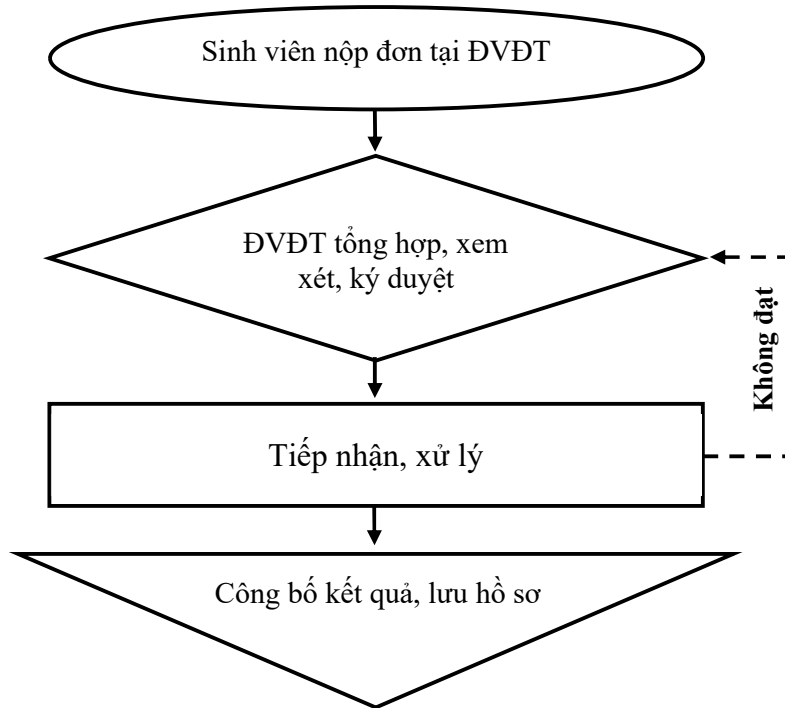 Sinh viên nộp đơn tại ĐVĐT
ĐVĐT tổng hợp, xem
xét, ký duyệt
Không đạt
Tiếp nhận, xử lý
Công bố kết quả, lưu hồ sơ